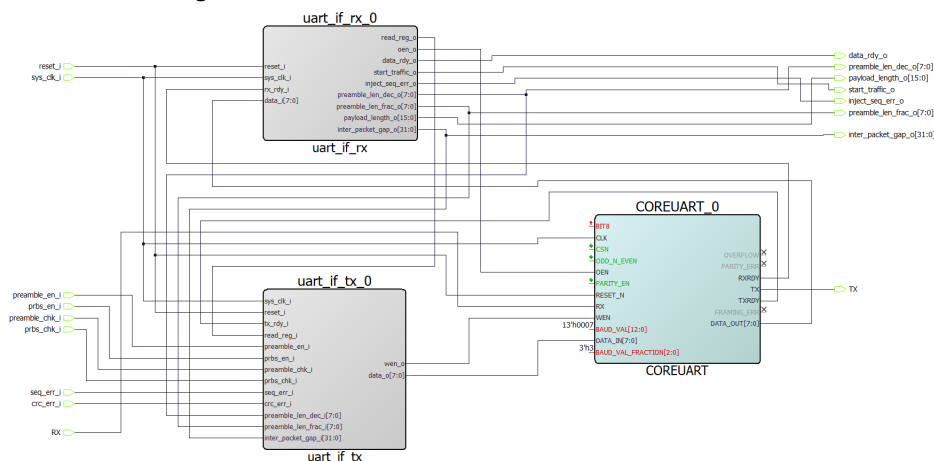 uart_if_rx_0
read_reg_o
oen_o
data_rdy_o
start_traffic_o
inject_seq_err_o
preamble_len_dec_o[7:0]
preamble_len_frac_o[7:0]
payload_length_o[15:0]
inter_packet_gap_o[31:0]
reset_i
sys_clk_i
rx_rdy_i
data_i[7:0]
uart_if_rx
reset_i
sys_clk_i
data_rdy_o
preamble_len_dec_o[7:0]
payload_length_o[15:0]
start_traffic_o
inject_seq_err_o
preamble_len_frac_o[7:0]
inter_packet_gap_o[31:0]
COREUART_0
BIT8
CLK
CSN
ODD_N_EVEN
OEN
PARITY_EN
RESET_N
RX
WEN
13'h0007
BAUD_VAL[12:0]
DATA_IN[7:0]
3'h3
BAUD_VAL_FRACTION[2:0]
OVERFLOW
PARITY_ERR
RXRDY
TX
TXRDY
FRAMING_ERR
DATA_OUT[7:0]
COREUART
TX
uart_if_tx_0
sys_clk_i
reset_i
tx_rdy_i
read_reg_i
preamble_en_i
prbs_en_i
preamble_chk_i
prbs_chk_i
seq_err_i
crc_err_i
preamble_len_dec_i[7:0]
preamble_len_frac_i[7:0]
inter_packet_gap_i[31:0]
wen_o
data_o[7:0]
uart_if_tx
preamble_en_i
prbs_en_i
preamble_chk_i
prbs_chk_i
seq_err_i
crc_err_i
RX